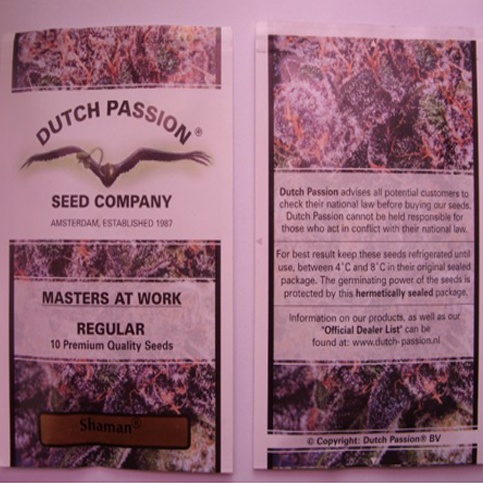 DUTCH PASSION®
SEED COMPANY
AMSTERDAM, ESTABLISHED 1987
MASTERS AT WORK
REGULAR
10 Premium Quality Seeds
Shaman®
Dutch Passion advises all potential customers to
check their national law before buying our seeds.
Dutch Passion cannot be held responsible for
those who act in conflict with their national law.
For best result keep these seeds refrigerated until
use, between 4˚C and 8˚C in their original sealed
package. The germinating power of the seeds is
protected by this hermetically sealed package.
Information on our products, as well as our
"Official Dealer List" can be
found at: www.dutch-passion.nl
© Copyright: Dutch Passion® BV